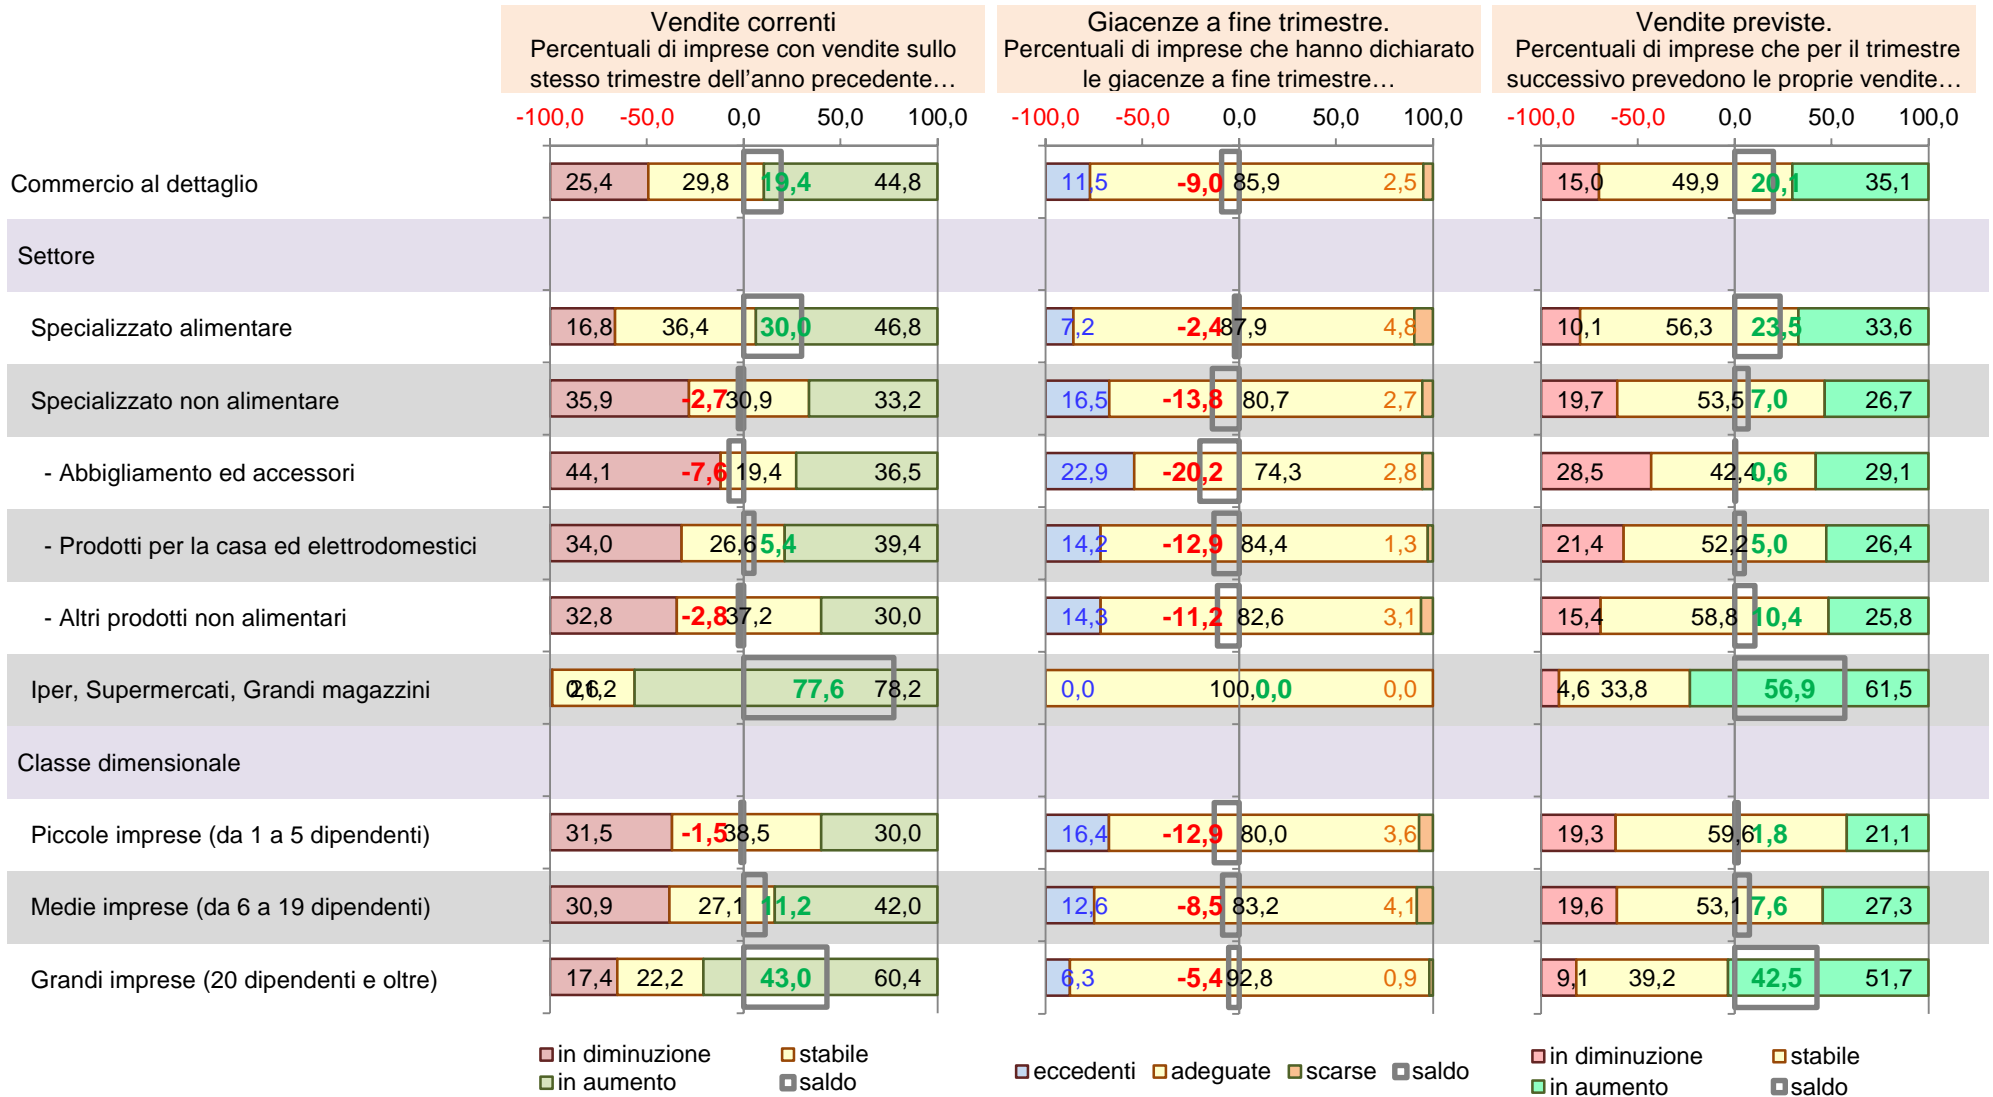 Vendite correnti
Percentuali di imprese con vendite sullo
stesso trimestre dell'anno precedente…
Giacenze a fine trimestre.
Percentuali di imprese che hanno dichiarato
le giacenze a fine trimestre…
Vendite previste.
Percentuali di imprese che per il trimestre
successivo prevedono le proprie vendite…
-100,0 -50,0 0,0 50,0 100,0 -100,0 -50,0 0,0 50,0 100,0 -100,0 -50,0 0,0 50,0 100,0
Commercio al dettaglio 25,4 29,8 19,4 44,8 11,5 -9,0 85,9 2,5 15,0 49,9 20,1 35,1
Settore
Specializzato alimentare 16,8 36,4 30,0 46,8 7,2 -2,4 87,9 4,8 10,1 56,3 23,5 33,6
Specializzato non alimentare 35,9 -2,7 30,9 33,2 16,5 -13,8 80,7 2,7 19,7 53,5 7,0 26,7
- Abbigliamento ed accessori 44,1 -7,6 19,4 36,5 22,9 -20,2 74,3 2,8 28,5 42,4 0,6 29,1
- Prodotti per la casa ed elettrodomestici 34,0 26,6 5,4 39,4 14,2 -12,9 84,4 1,3 21,4 52,2 5,0 26,4
- Altri prodotti non alimentari 32,8 -2,8 37,2 30,0 14,3 -11,2 82,6 3,1 15,4 58,8 10,4 25,8
Iper, Supermercati, Grandi magazzini 77,6 78,2 0,0 100,0 0,0 0,0 4,6 33,8 56,9 61,5
Classe dimensionale
Piccole imprese (da 1 a 5 dipendenti) 31,5 -1,5 38,5 30,0 16,4 -12,9 80,0 3,6 19,3 59,6 1,8 21,1
Medie imprese (da 6 a 19 dipendenti) 30,9 27,1 11,2 42,0 12,6 -8,5 83,2 4,1 19,6 53,1 7,6 27,3
Grandi imprese (20 dipendenti e oltre) 17,4 22,2 43,0 60,4 6,3 -5,4 92,8 0,9 9,1 39,2 42,5 51,7
in diminuzione stabile
in aumento saldo
eccedenti adeguate scarse saldo
in diminuzione stabile
in aumento saldo